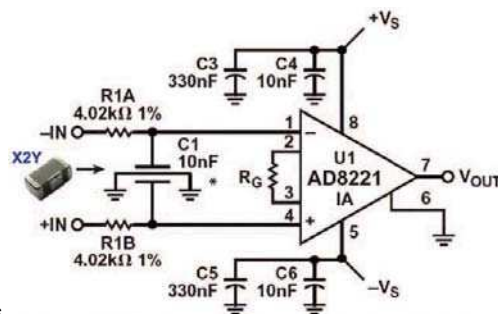 +VS
C3
330nF
C4
10nF
R1A
4.02kΩ 1%
–IN
X2Y
C1
10nF
*
+IN
R1B
4.02kΩ 1%
1
2
3
4
–
+
RG
U1
AD8221
IA
8
7
VOUT
6
5
C5
330nF
C6
10nF
–VS